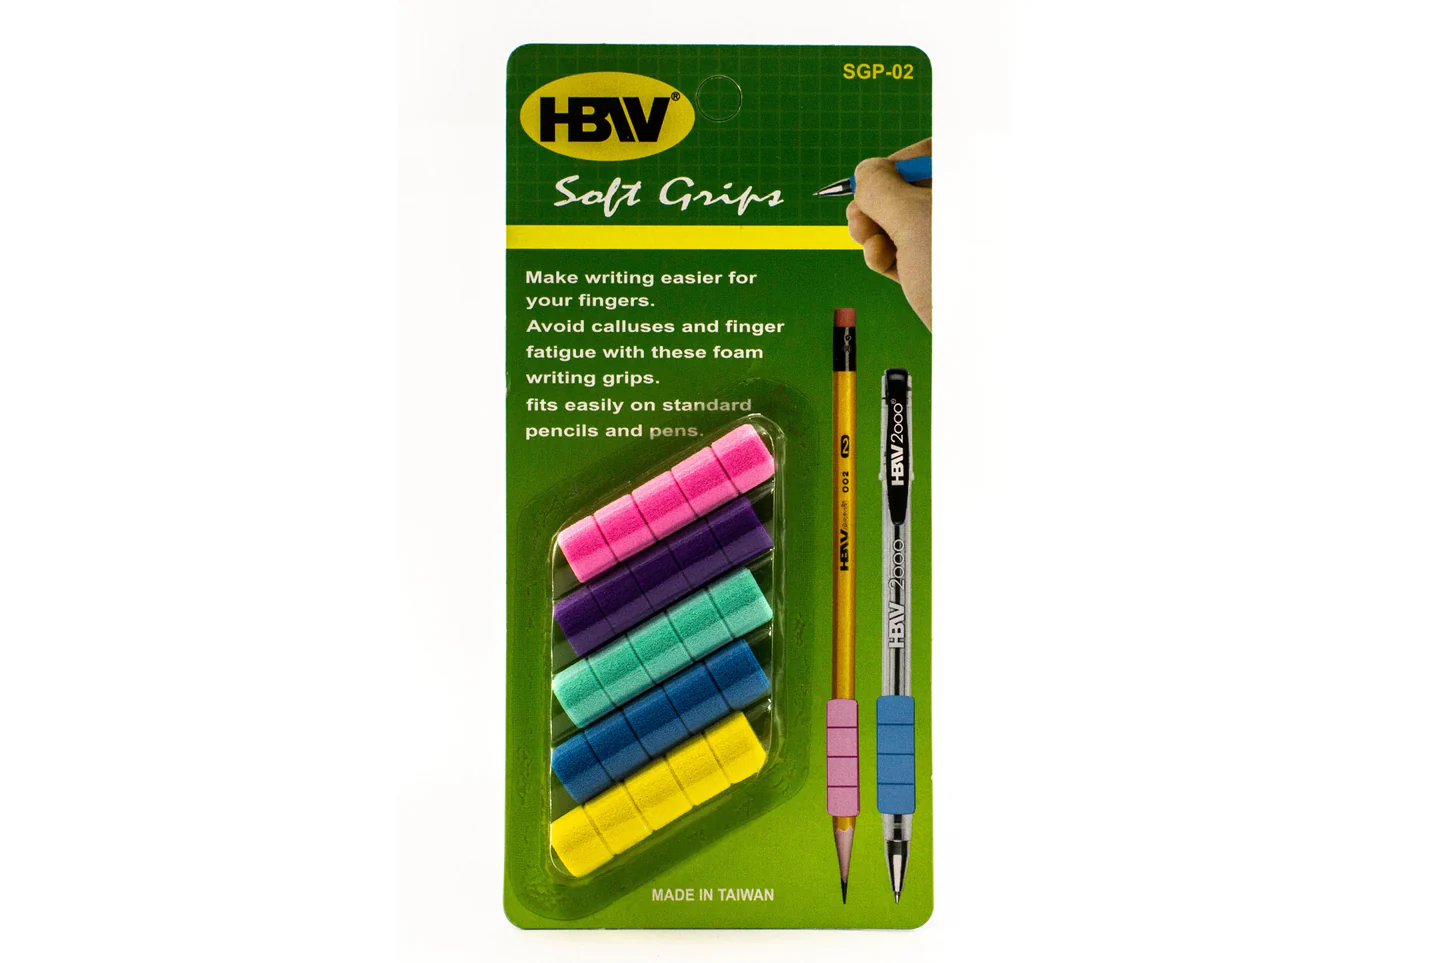 SGP-02
HBW®
Soft Grips
Make writing easier for
your fingers.
Avoid calluses and finger
fatigue with these foam
writing grips.
fits easily on standard
pencils and pens.
HBW 002 2
HBW 2000®
HBW 2000
MADE IN TAIWAN